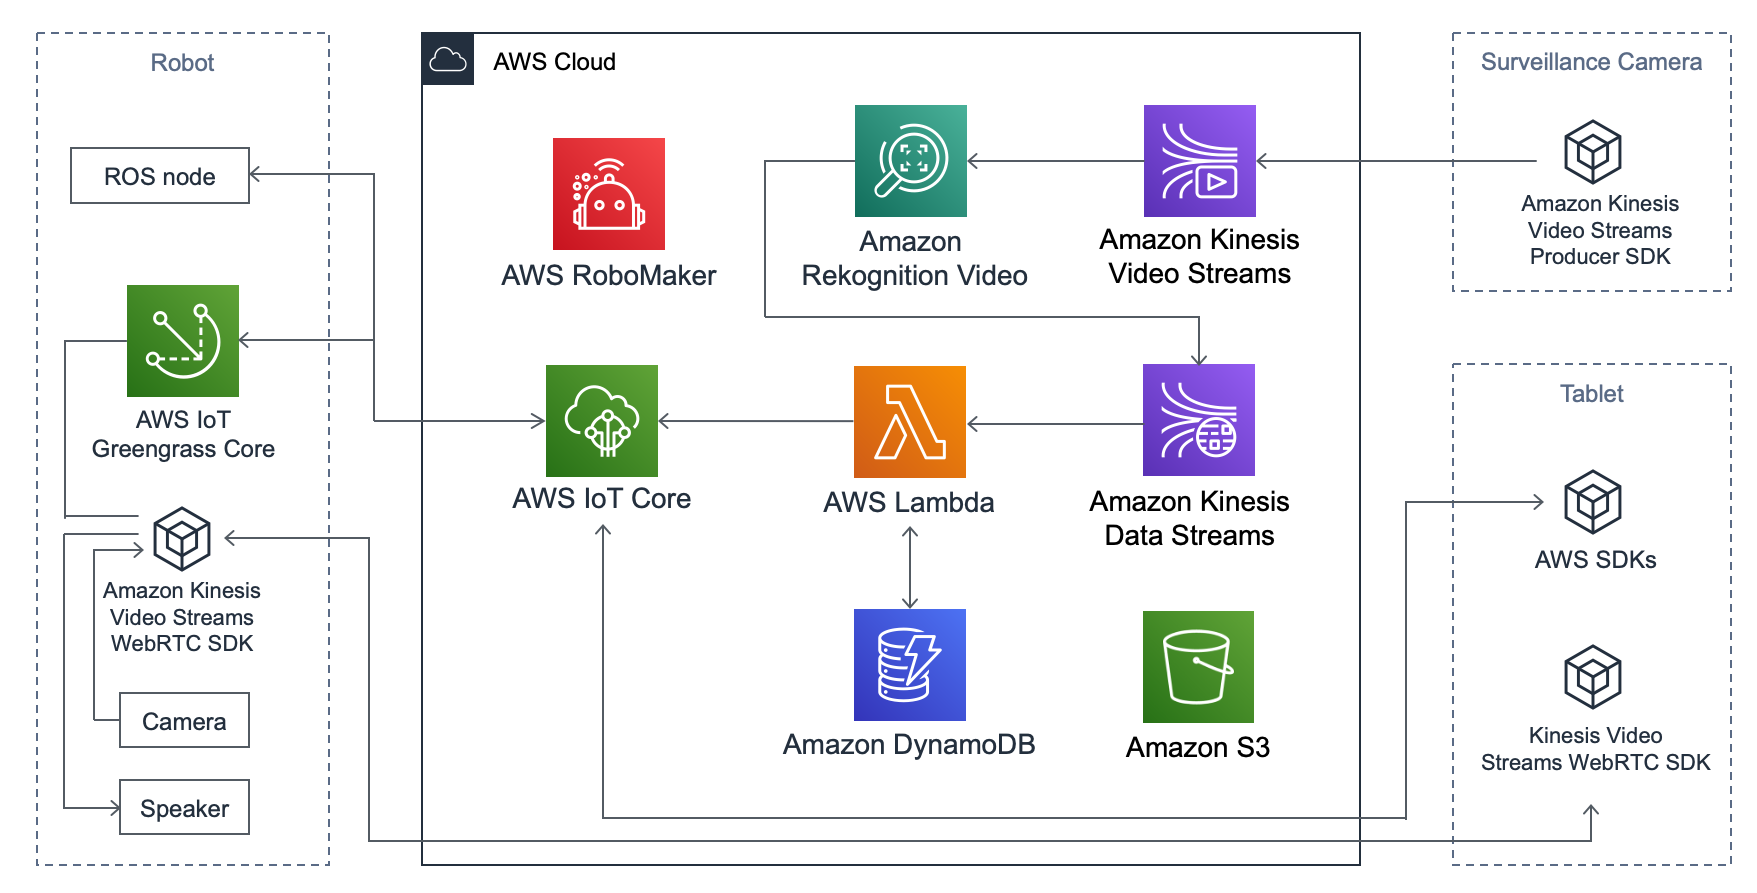 Robot
ROS node
AWS IoT
Greengrass Core
Amazon Kinesis
Video Streams
WebRTC SDK
Camera
Speaker
AWS Cloud
AWS RoboMaker
Amazon
Rekognition Video
Amazon Kinesis
Video Streams
AWS IoT Core
AWS Lambda
Amazon Kinesis
Data Streams
Amazon DynamoDB
Amazon S3
Surveillance Camera
Amazon Kinesis
Video Streams
Producer SDK
Tablet
AWS SDKs
Kinesis Video
Streams WebRTC SDK